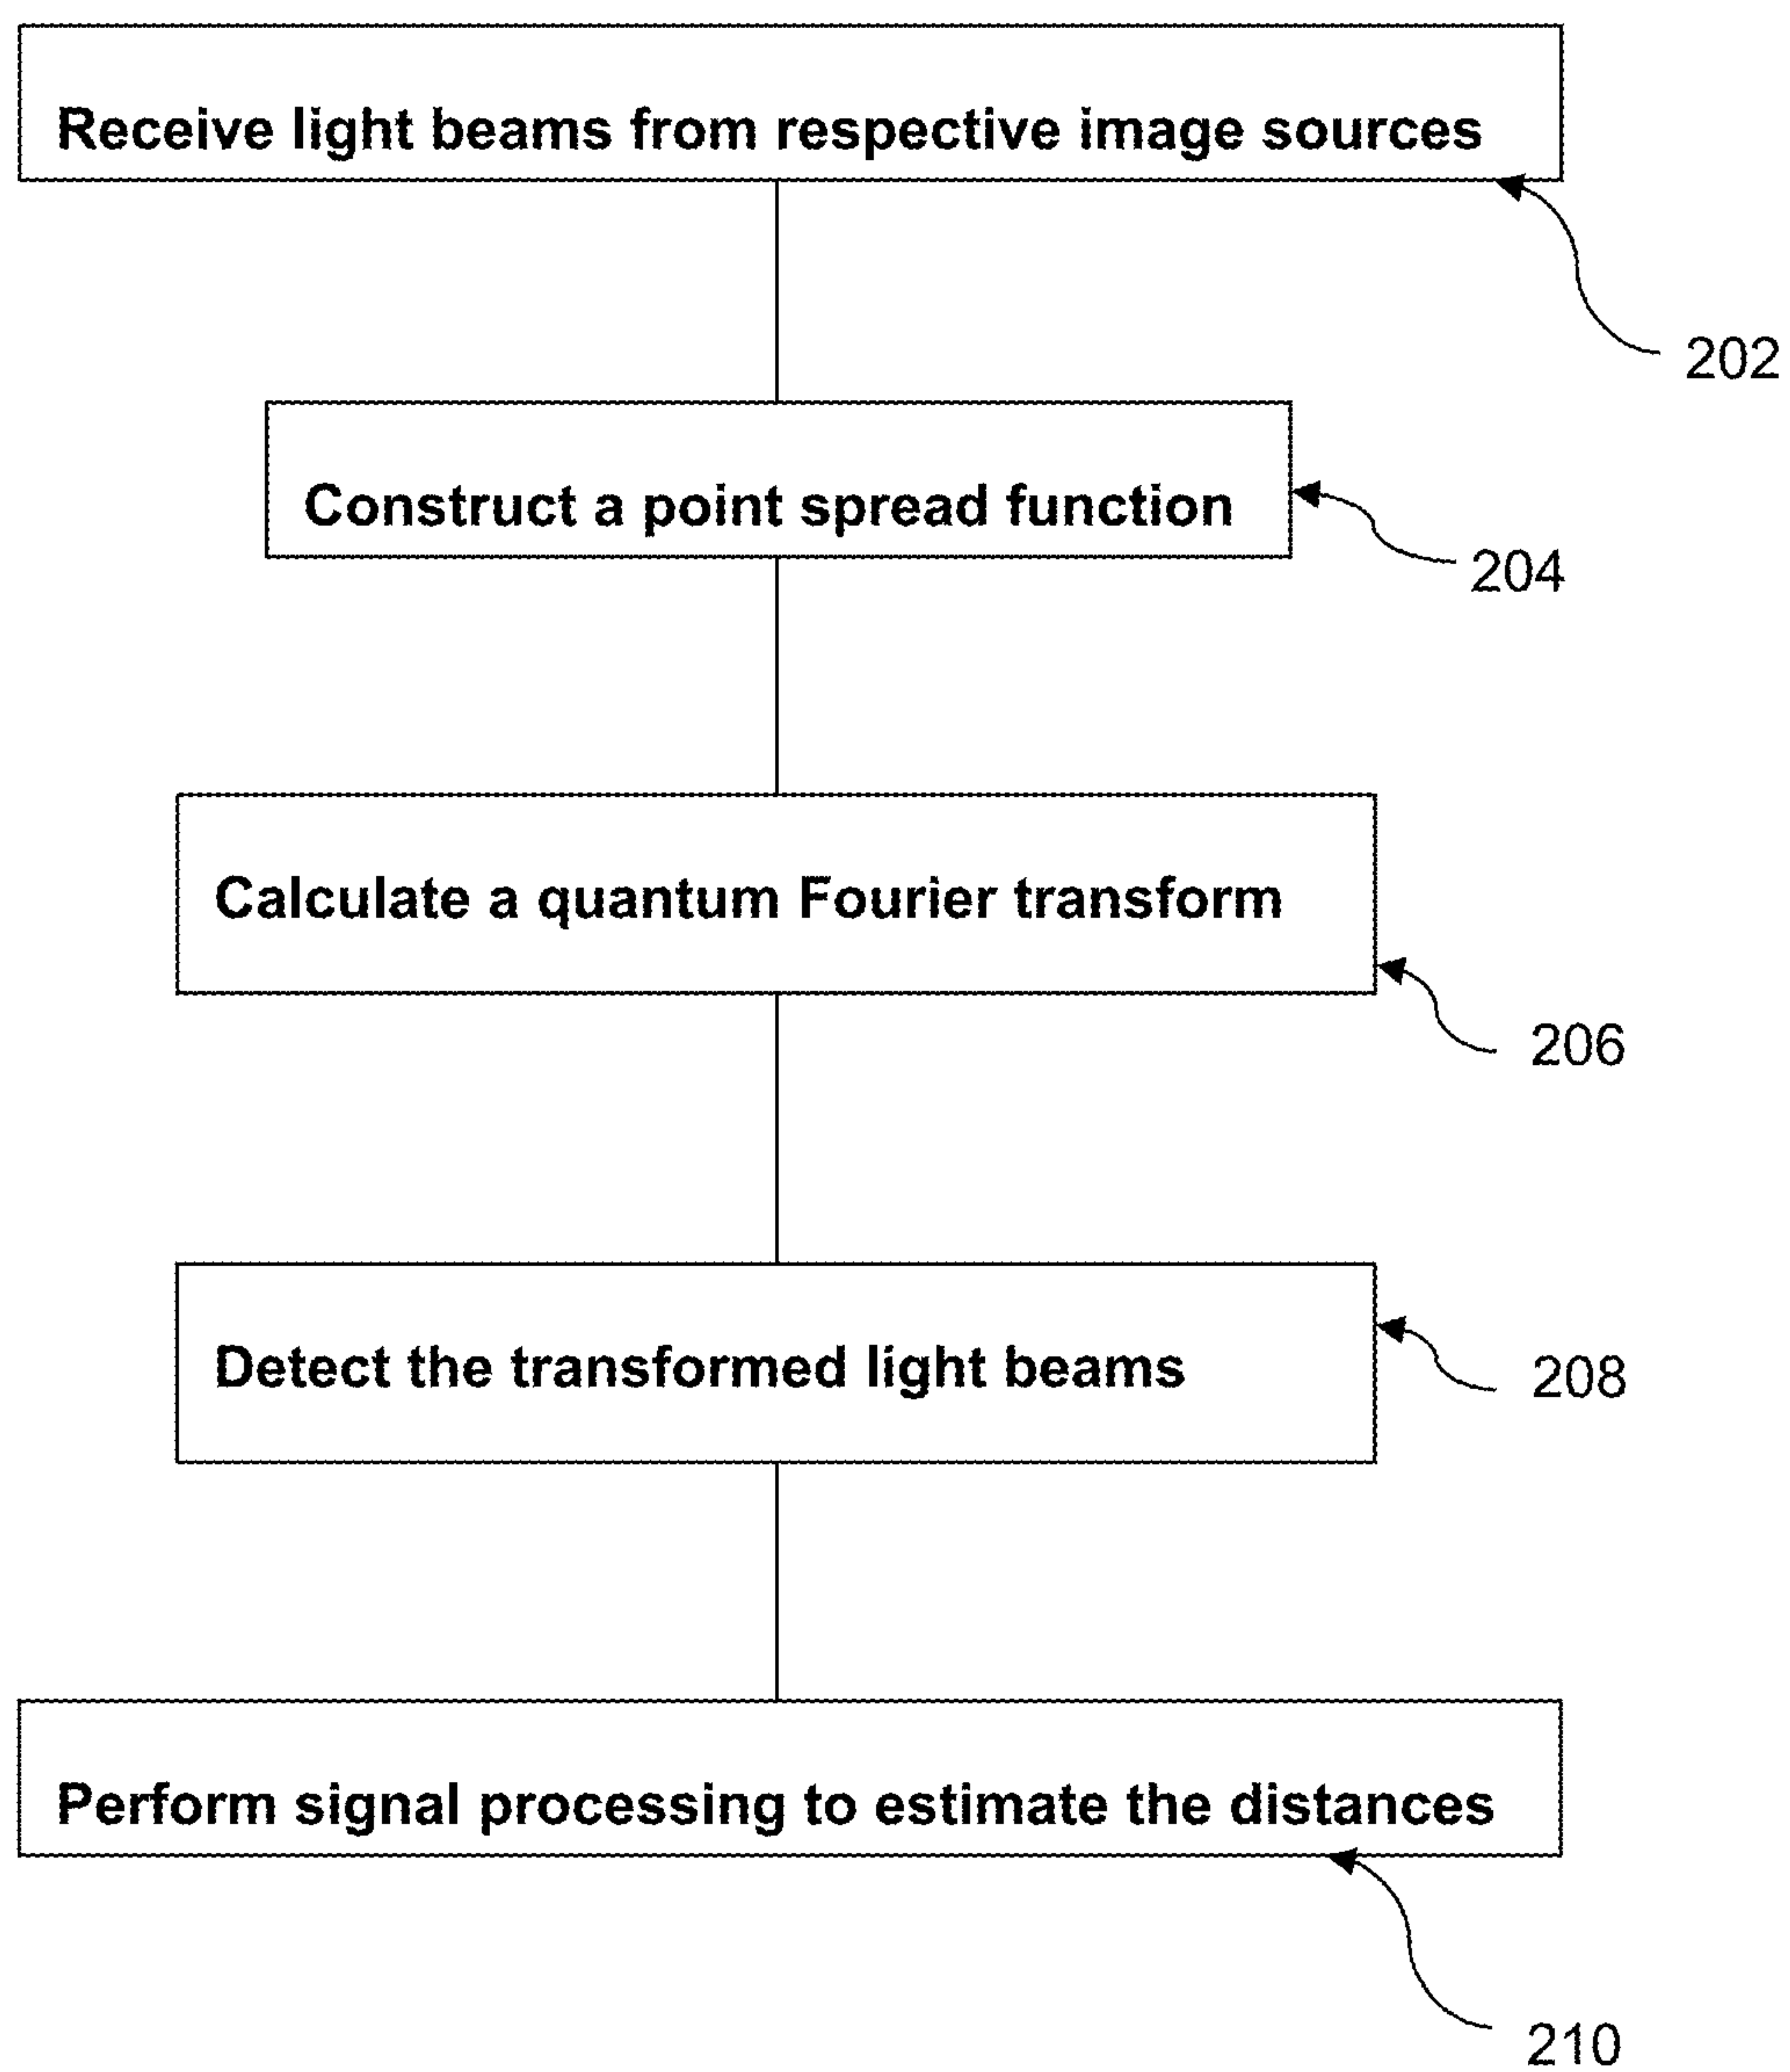 Receive light beams from respective image sources
202
Construct a point spread function
204
Calculate a quantum Fourier transform
206
Detect the transformed light beams
208
Perform signal processing to estimate the distances
210